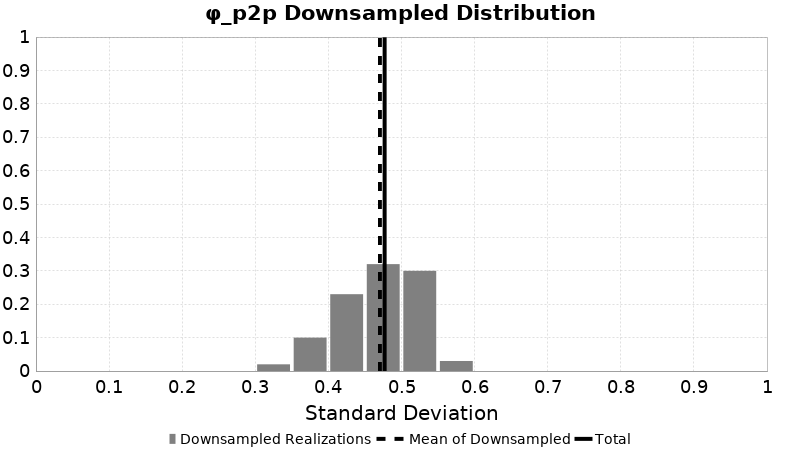 φ_p2p Downsampled Distribution
1
0.9
0.8
0.7
0.6
0.5
0.4
0.3
0.2
0.1
0
0 0.1 0.2 0.3 0.4 0.5 0.6 0.7 0.8 0.9 1
Standard Deviation
Downsampled Realizations Mean of Downsampled Total